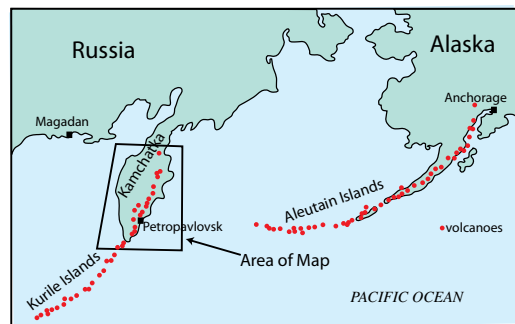 Russia
Alaska
Anchorage
Magadan
Kamchatka
Aleutain Islands
Petropavlovsk
volcanoes
Area of Map
Kurile Islands
PACIFIC OCEAN